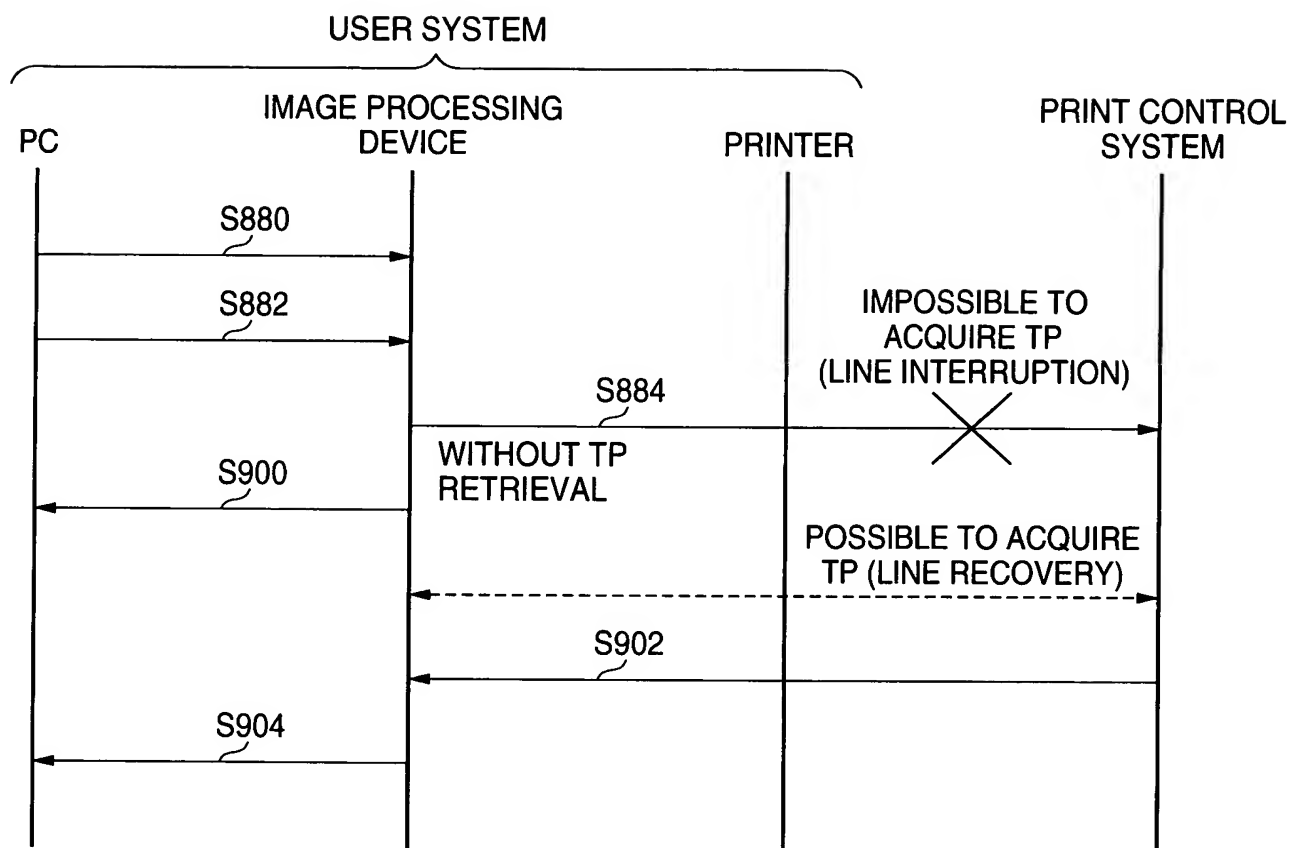 USER SYSTEM
PC
IMAGE PROCESSING
DEVICE
PRINTER
PRINT CONTROL
SYSTEM
S880
S882
IMPOSSIBLE TO
ACQUIRE TP
(LINE INTERRUPTION)
S884
WITHOUT TP
RETRIEVAL
S900
POSSIBLE TO ACQUIRE
TP (LINE RECOVERY)
S902
S904